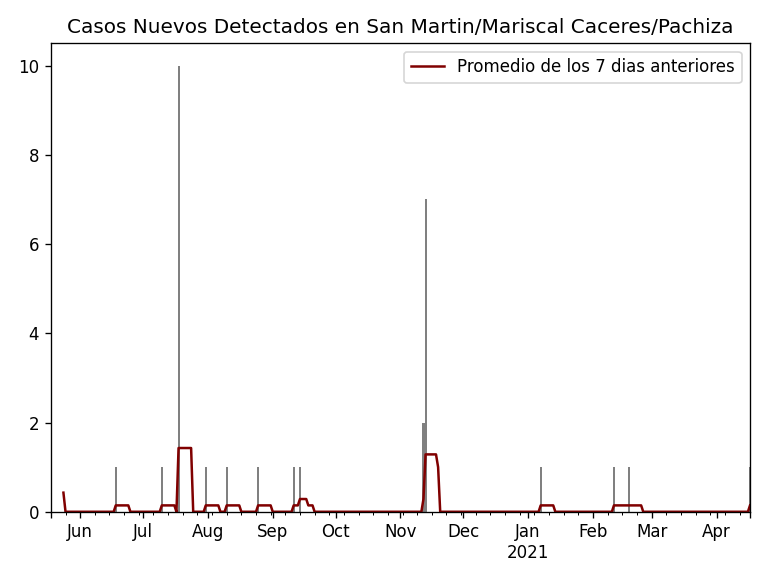 Casos Nuevos Detectados en San Martin/Mariscal Caceres/Pachiza
Promedio de los 7 dias anteriores
10
8
6
4
2
0
Jun Jul Aug Sep Oct Nov Dec Jan Feb Mar Apr
2021